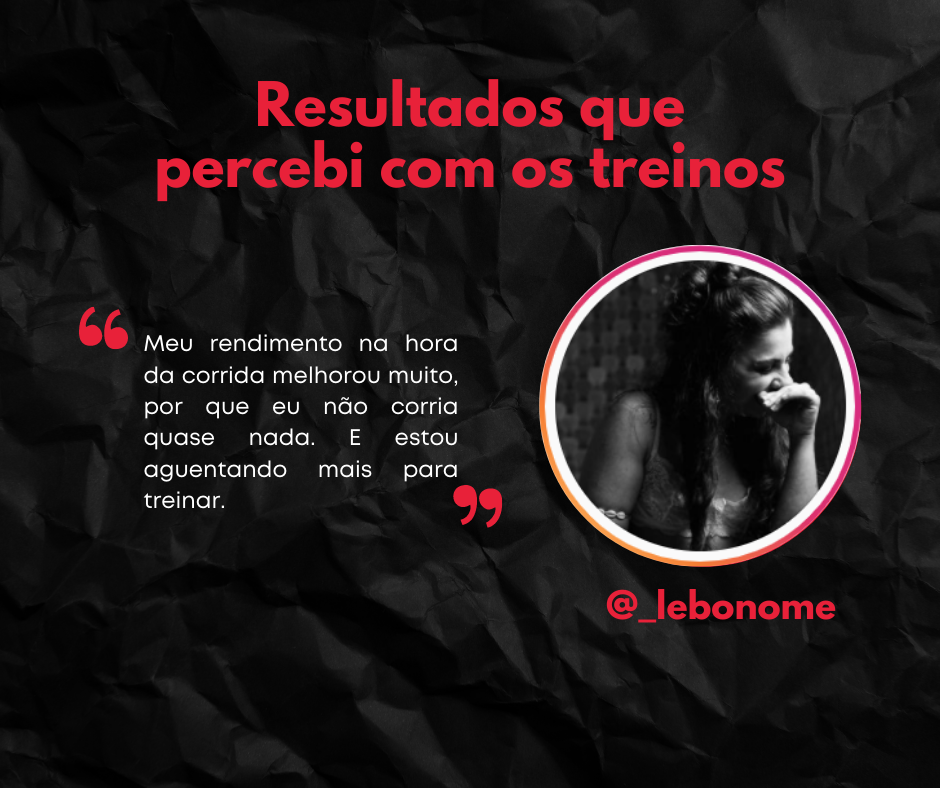 Resultados que
percebi com os treinos
“
Meu rendimento na hora
da corrida melhorou muito,
por que eu não corria
quase nada. E estou
aguentando mais para
treinar.
”
@_lebonome